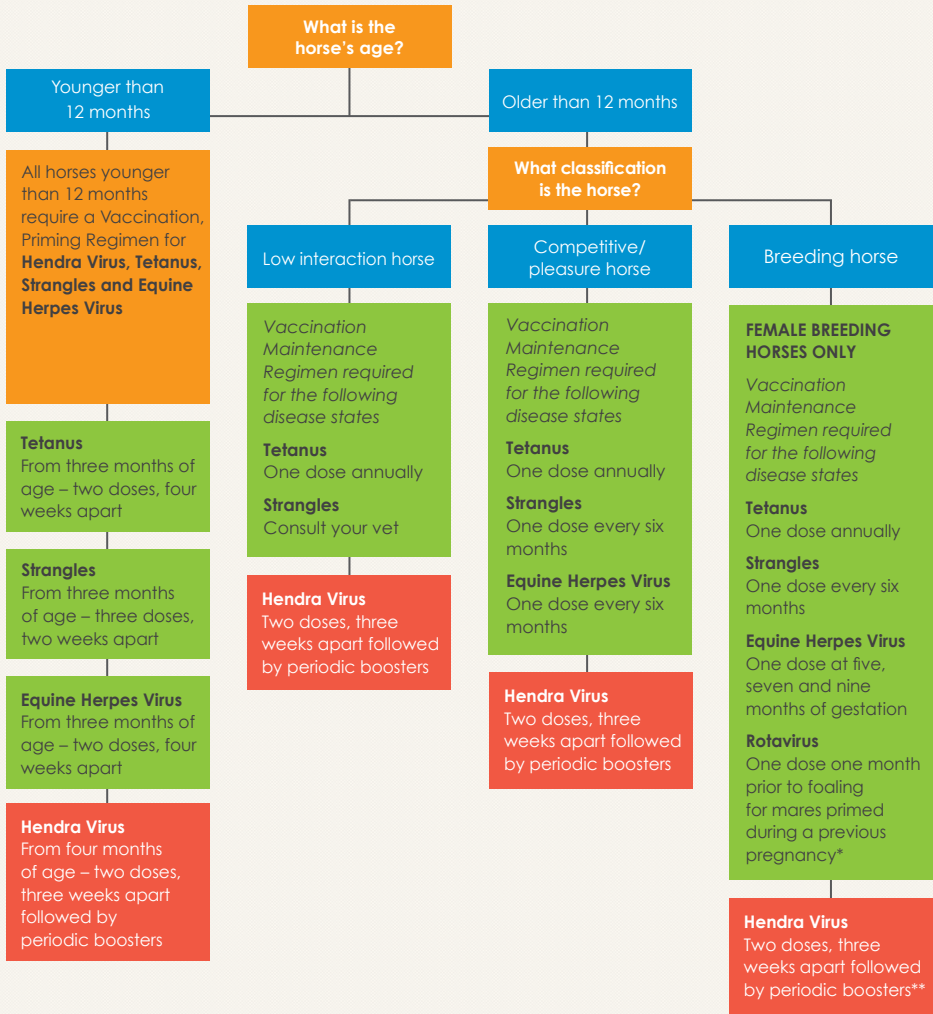 What is the
horse's age?
Younger than
12 months
All horses younger
than 12 months
require a Vaccination,
Priming Regimen for
Hendra Virus, Tetanus,
Strangles and Equine
Herpes Virus
Tetanus
From three months of
age – two doses, four
weeks apart
Strangles
From three months
of age – three doses,
two weeks apart
Equine Herpes Virus
From three months of
age – two doses, four
weeks apart
Hendra Virus
From four months
of age – two doses,
three weeks apart
followed by
periodic boosters
Older than 12 months
What classification
is the horse?
Low interaction horse
Vaccination
Maintenance
Regimen required
for the following
disease states
Tetanus
One dose annually
Strangles
Consult your vet
Hendra Virus
Two doses, three
weeks apart followed
by periodic boosters
Competitive/
pleasure horse
Vaccination
Maintenance
Regimen required
for the following
disease states
Tetanus
One dose annually
Strangles
One dose every six
months
Equine Herpes Virus
One dose every six
months
Hendra Virus
Two doses, three
weeks apart followed
by periodic boosters
Breeding horse
FEMALE BREEDING
HORSES ONLY
Vaccination
Maintenance
Regimen required
for the following
disease states
Tetanus
One dose annually
Strangles
One dose every six
months
Equine Herpes Virus
One dose at five,
seven and nine
months of gestation
Rotavirus
One dose one month
prior to foaling
for mares primed
during a previous
pregnancy*
Hendra Virus
Two doses, three
weeks apart followed
by periodic boosters**